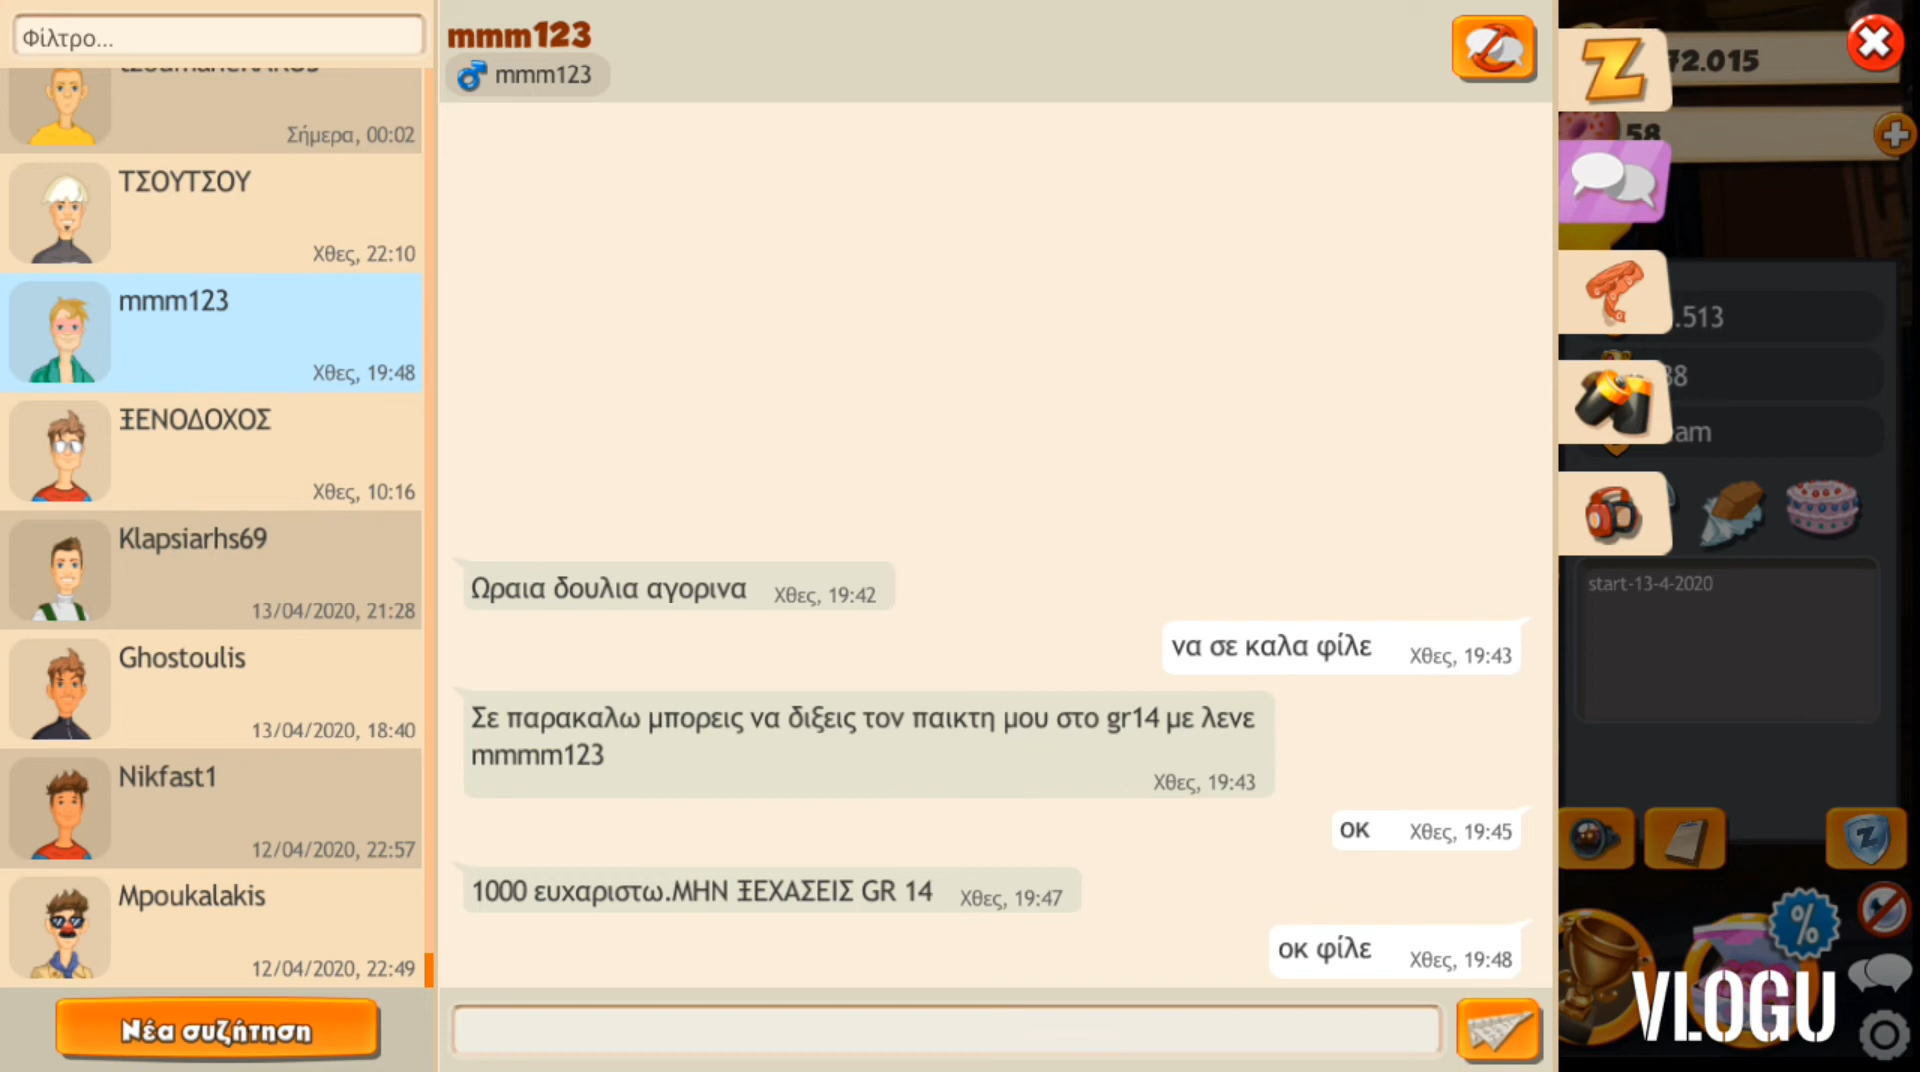 Φίλτρο...
Σήμερα, 00:02
ΤΣΟΥΤΣΟΥ
Χθες, 22:10
mmm123
Χθες, 19:48
ΞΕΝΟΔΟΧΟΣ
Χθες, 10:16
Klapsiarhs69
13/04/2020, 21:28
Ghostoulis
13/04/2020, 18:40
Nikfast1
12/04/2020, 22:57
Mpoukalakis
12/04/2020, 22:49
Νέα συζήτηση
mmm123
mmm123
Ωραια δουλια αγορινα Χθες, 19:42
να σε καλα φίλε Χθες, 19:43
Σε παρακαλω μπορεις να διξεις τον παικτη μου στο gr14 με λενε
mmmm123
Χθες, 19:43
οκ Χθες, 19:45
1000 ευχαριστω.ΜΗΝ ΞΕΧΑΣΕΙΣ GR 14 Χθες, 19:47
οκ φίλε Χθες, 19:48
72.015
58
.513
38
am
start-13-4-2020
%
VLOGU